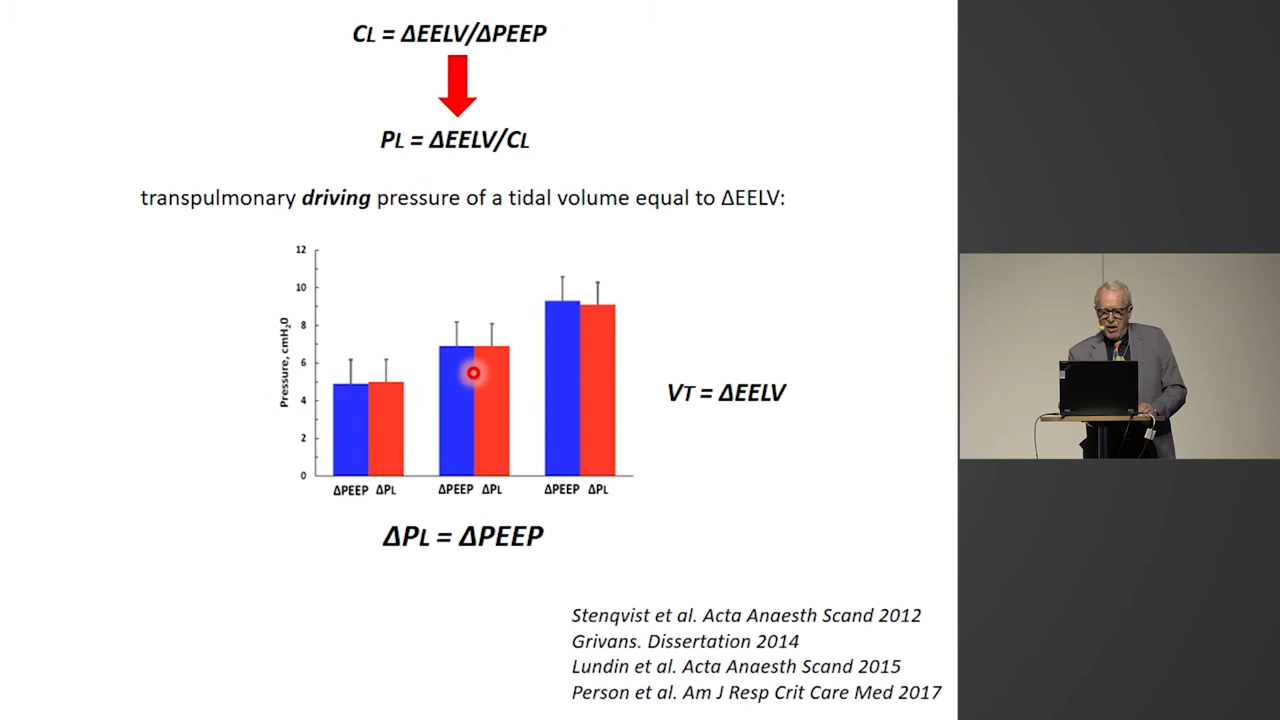 CL = ΔEELV/ΔPEEP
PL = ΔEELV/CL
transpulmonary driving pressure of a tidal volume equal to ΔEELV:
12
10
8
6
4
2
0
Pressure, cmH₂0
ΔPEEP ΔPL ΔPEEP ΔPL ΔPEEP ΔPL
VT = ΔEELV
ΔPL = ΔPEEP
Stenqvist et al. Acta Anaesth Scand 2012
Grivans. Dissertation 2014
Lundin et al. Acta Anaesth Scand 2015
Person et al. Am J Resp Crit Care Med 2017